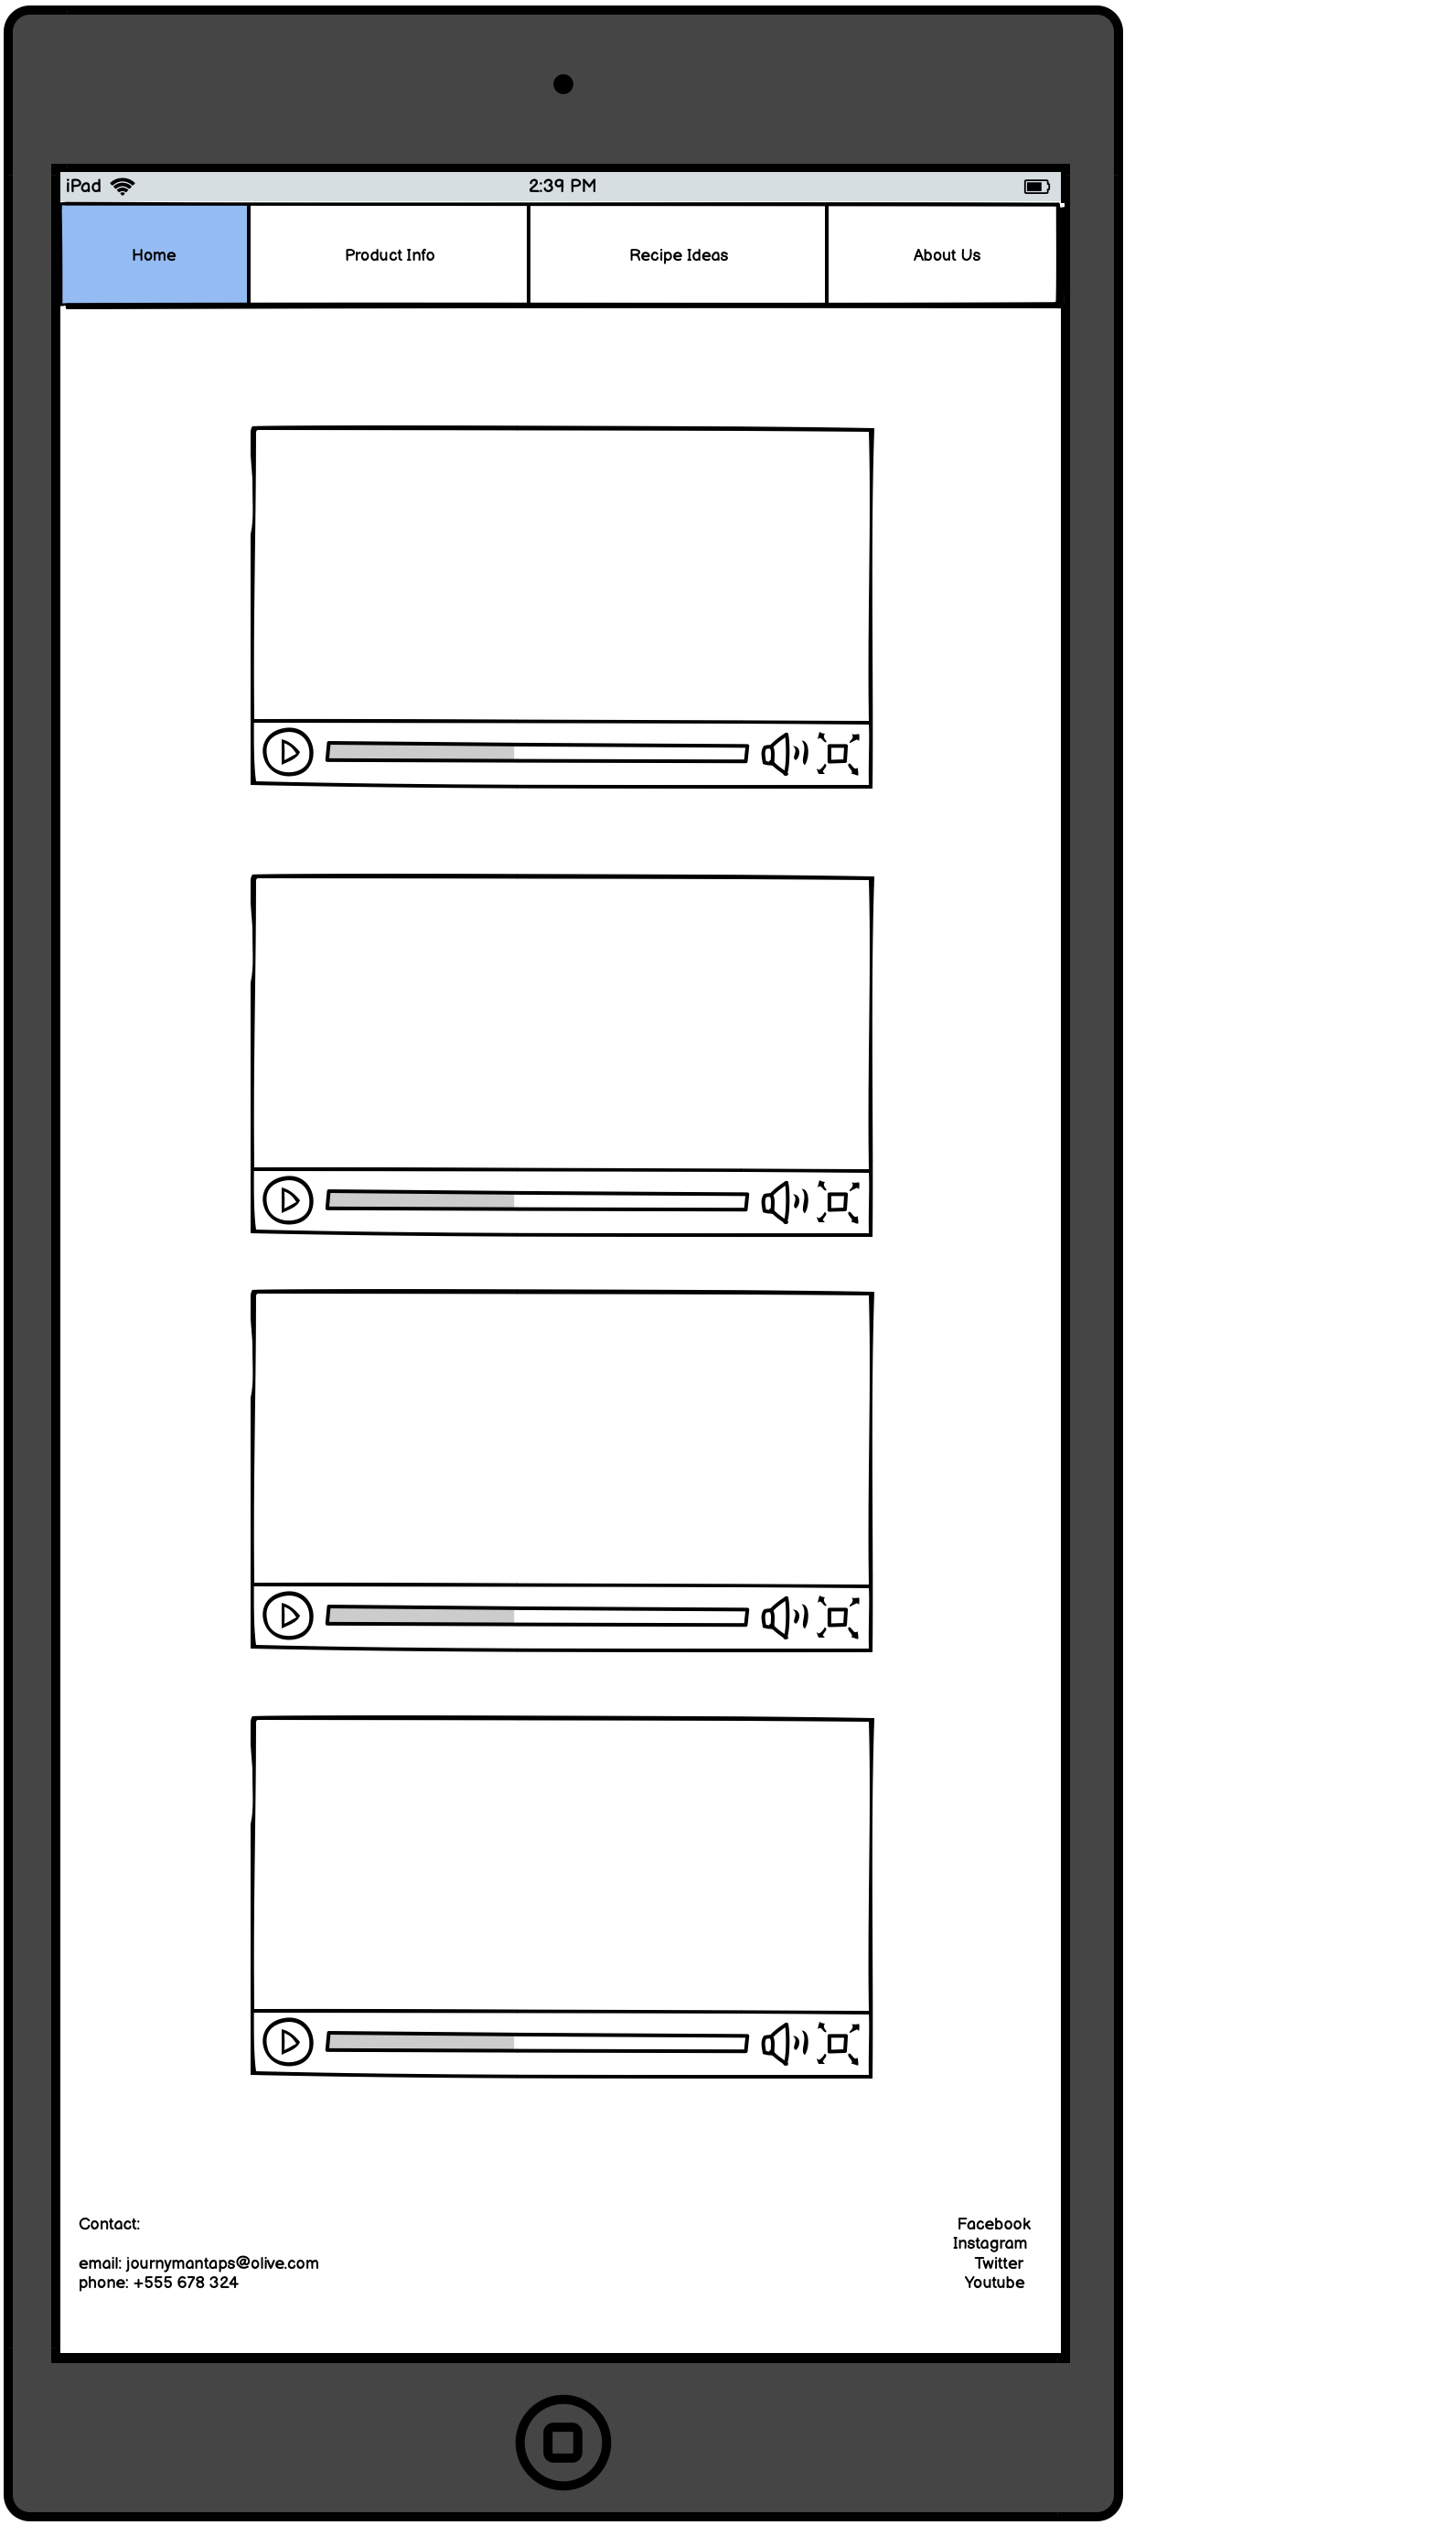 iPad 2:39 PM
Home Product Info Recipe Ideas About Us
Contact:
email: journymantaps@olive.com
phone: +555 678 324
Facebook
Instagram
Twitter
Youtube